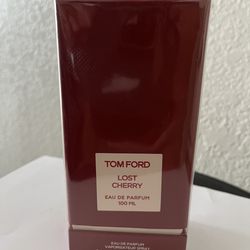 TOM FORD
LOST
CHERRY
EAU DE PARFUM
100 ML
EAU DE PARFUM
VAPORISATEUR SPRAY